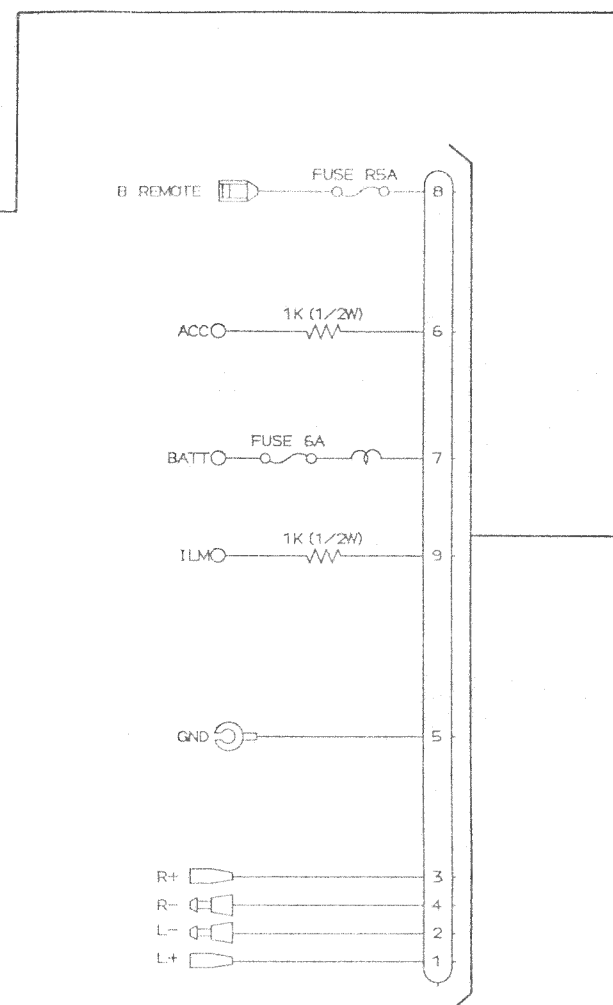 FUSE R5A
B REMOTE 8
1K (1/2W)
ACC 6
FUSE 6A
BATT 7
1K (1/2W)
ILM 9
GND 5
R+ 3
R- 4
L- 2
L+ 1